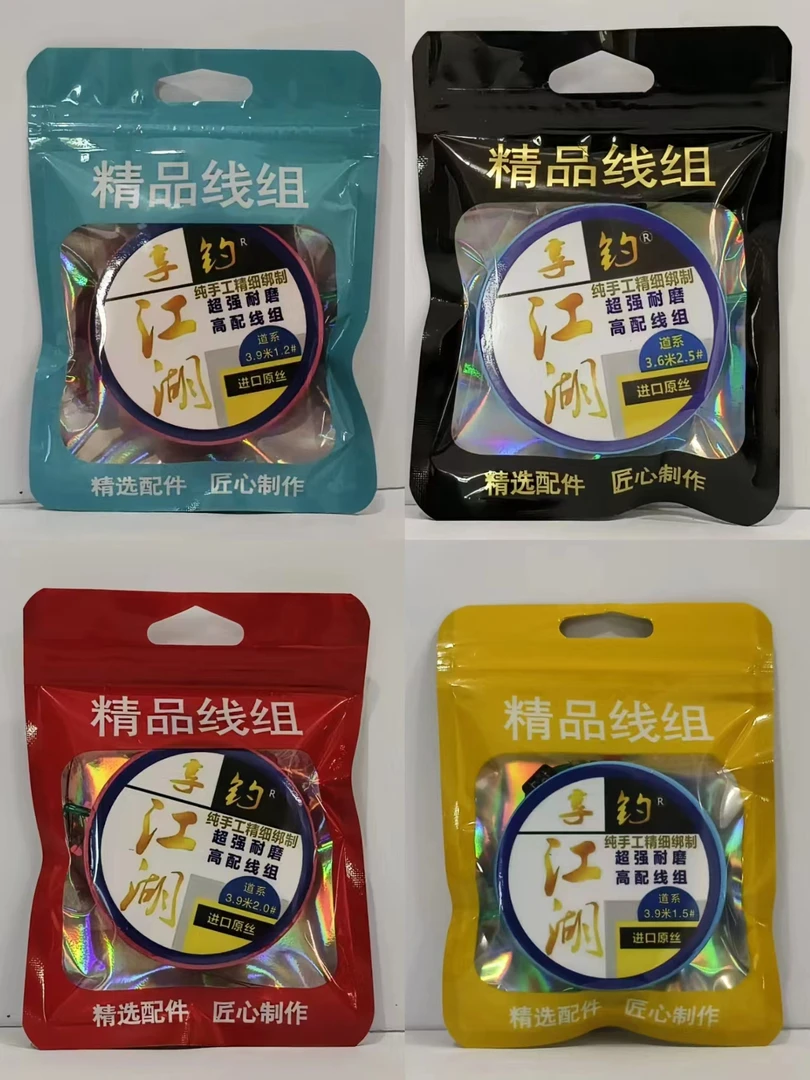 精品线组
享钓®
纯手工精细绑制
江湖
超强耐磨
高配线组
道系
3.9米1.2#
进口原丝
精选配件 匠心制作
精品线组
享钓®
纯手工精细绑制
江湖
超强耐磨
高配线组
道系
3.6米2.5#
进口原丝
精选配件 匠心制作
精品线组
享钓®
纯手工精细绑制
江湖
超强耐磨
高配线组
道系
3.9米2.0#
进口原丝
精选配件 匠心制作
精品线组
享钓®
纯手工精细绑制
江湖
超强耐磨
高配线组
道系
3.9米1.5#
进口原丝
精选配件 匠心制作